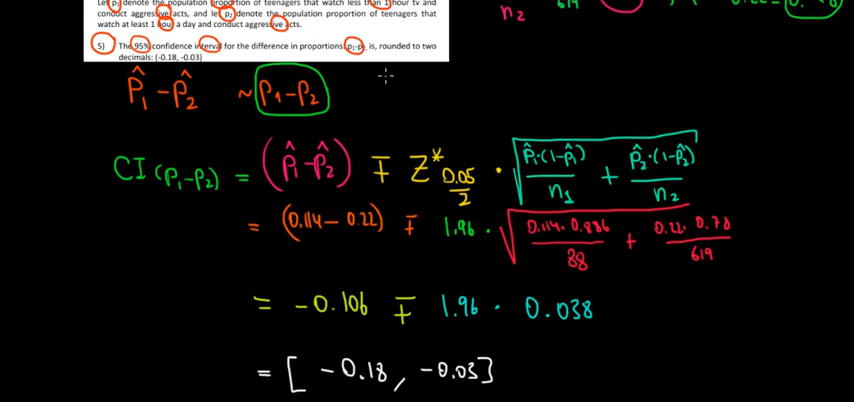 Let p₁ denote the population proportion of teenagers that watch less than 1 hour tv and
conduct aggressive acts, and let p₂ denote the population proportion of teenagers that
watch at least 1 hour a day and conduct aggressive acts.
n₂ 619
5) The 95% confidence interval for the difference in proportions, p₁-p₂, is, rounded to two
decimals: (-0.18, -0.03)
P̂₁ - P̂₂ ~ P₁ - P₂
CI (P₁-P₂) = (P̂₁ - P̂₂) ∓ Z*₀.₀₅/₂ · √( P̂₁·(1-P̂₁)/n₁ + P̂₂·(1-P̂₂)/n₂ )
= (0.114 - 0.22) ∓ 1.96 · √( 0.114·0.886/88 + 0.22·0.78/619 )
= -0.106 ∓ 1.96 · 0.038
= [ -0.18, -0.03]